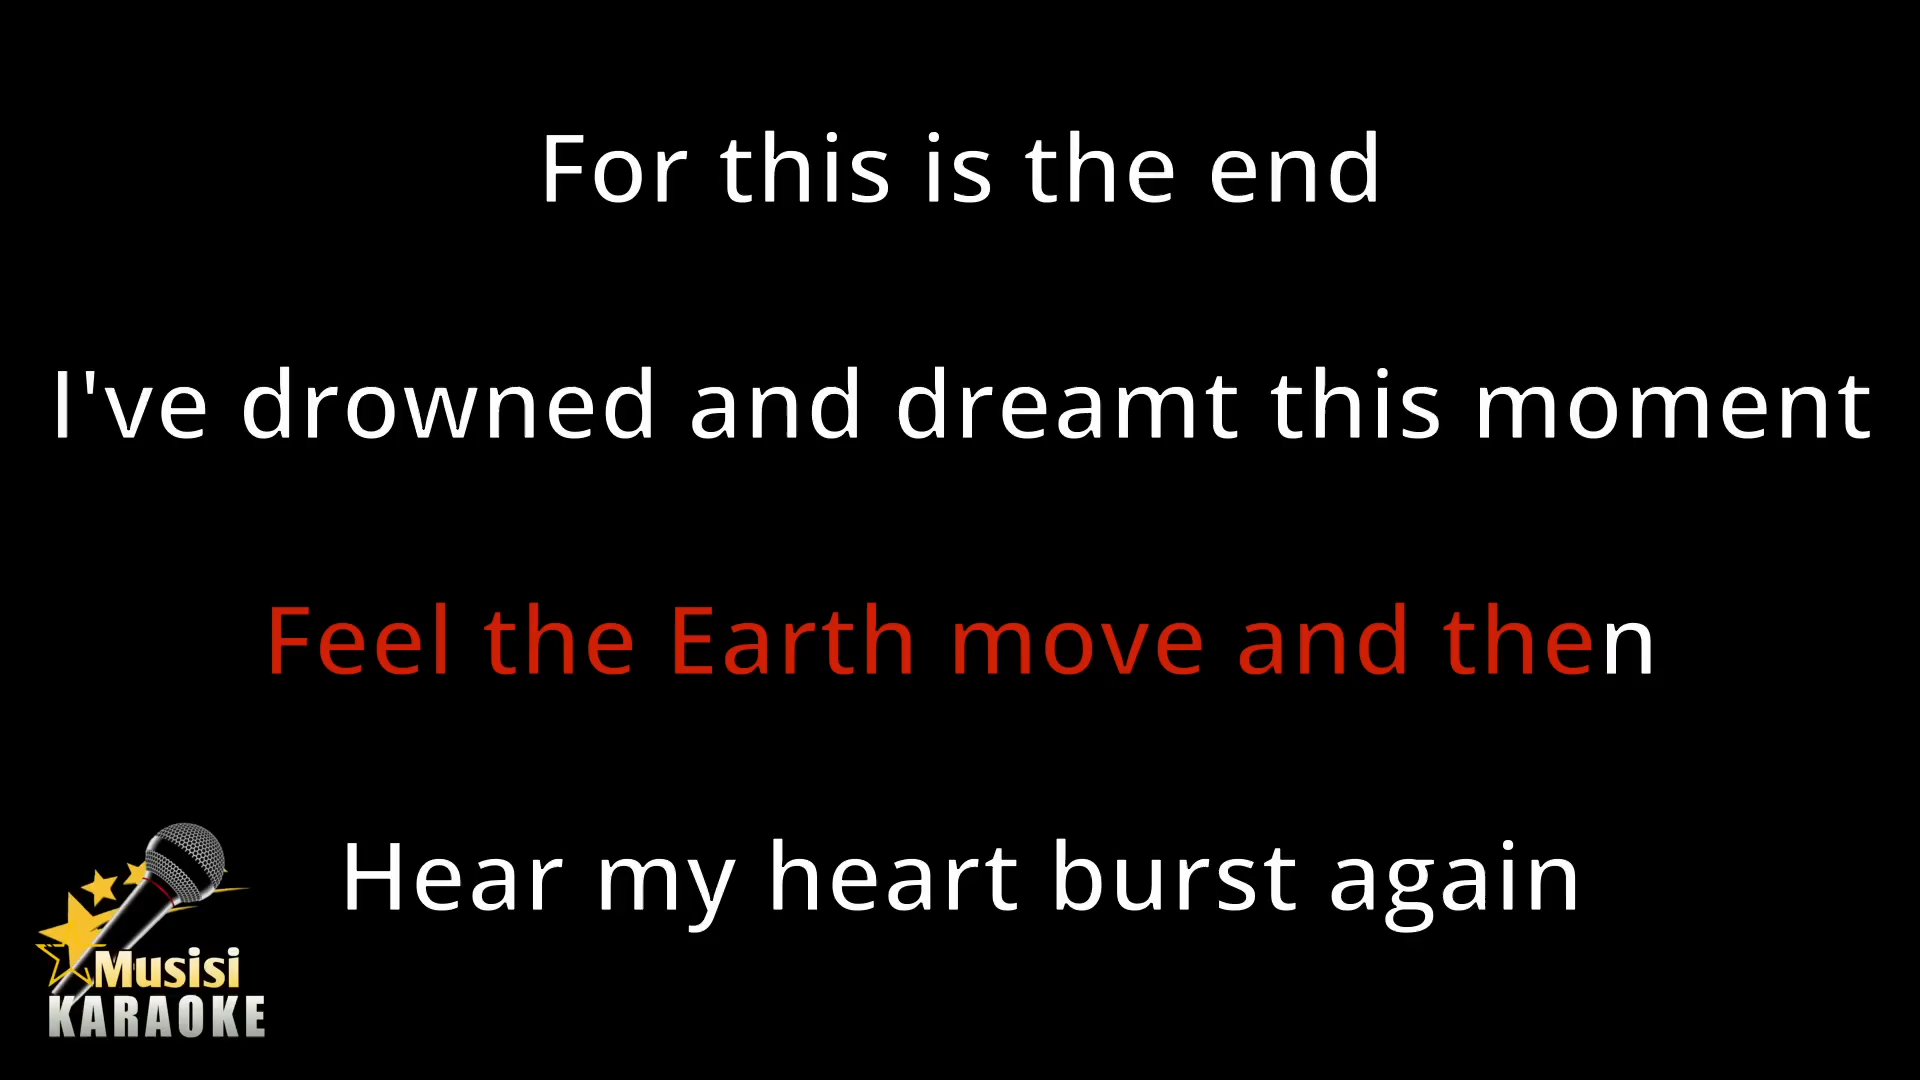 For this is the end
I've drowned and dreamt this moment
Feel the Earth move and then
Hear my heart burst again
Musisi
KARAOKE